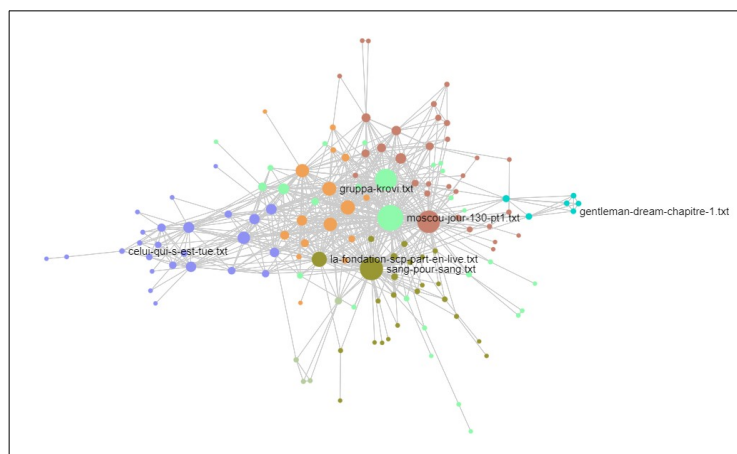 gruppa-krovi.txt
gentleman-dream-chapitre-1.txt
moscou-jour-130-pt1.txt
celui-qui-s-est-tue.txt
la-fondation-scp-part-en-live.txt
sang-pour-sang.txt